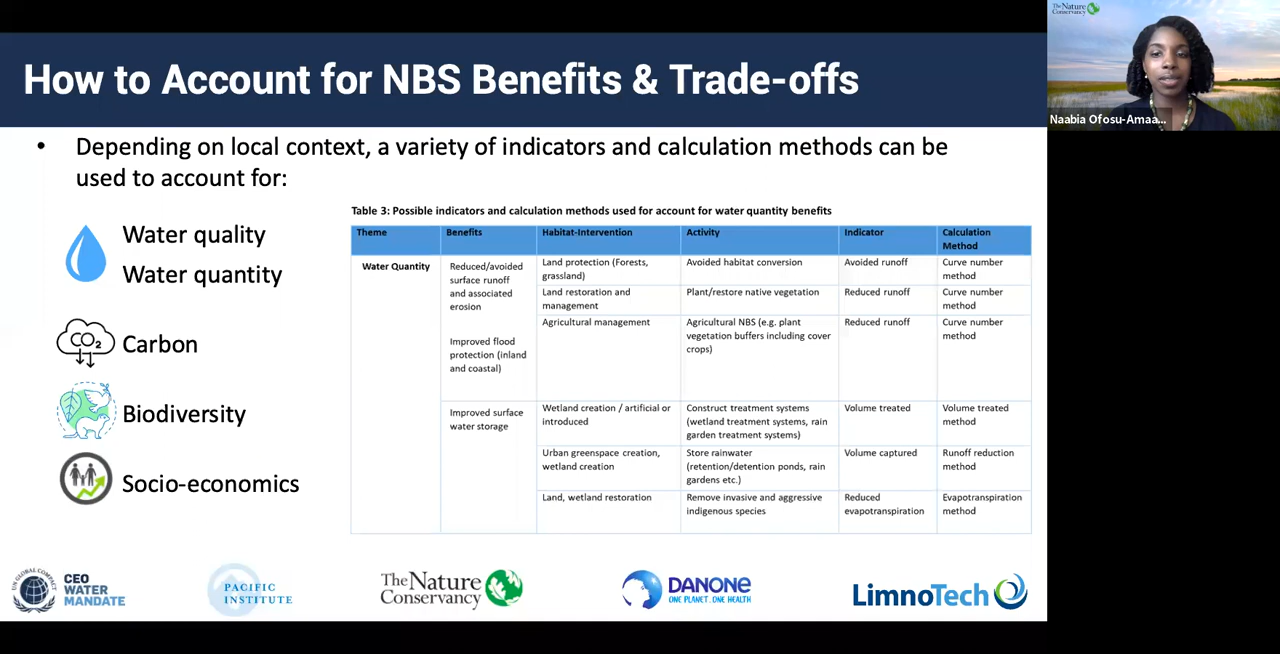 How to Account for NBS Benefits & Trade-offs
The Nature
Conservancy
Naabia Ofosu-Amaa...
• Depending on local context, a variety of indicators and calculation methods can be
used to account for:
Water quality
Water quantity
CO2
Carbon
Biodiversity
Socio-economics
Table 3: Possible indicators and calculation methods used for account for water quantity benefits
Theme Benefits Habitat-Intervention Activity Indicator Calculation
Method
Water Quantity
Reduced/avoided
surface runoff
and associated
erosion
Improved flood
protection (inland
and coastal)
Land protection (Forests,
grassland)
Avoided habitat conversion
Avoided runoff
Curve number
method
Land restoration and
management
Plant/restore native vegetation
Reduced runoff
Curve number
method
Agricultural management
Agricultural NBS (e.g. plant
vegetation buffers including cover
crops)
Reduced runoff
Curve number
method
Improved surface
water storage
Wetland creation / artificial or
introduced
Construct treatment systems
(wetland treatment systems, rain
garden treatment systems)
Volume treated
Volume treated
method
Urban greenspace creation,
wetland creation
Store rainwater
(retention/detention ponds, rain
gardens etc.)
Volume captured
Runoff reduction
method
Land, wetland restoration
Remove invasive and aggressive
indigenous species
Reduced
evapotranspiration
Evapotranspiration
method
UN GLOBAL COMPACT
CEO
WATER
MANDATE
PACIFIC
INSTITUTE
The Nature
Conservancy
DANONE
ONE PLANET. ONE HEALTH
LimnoTech